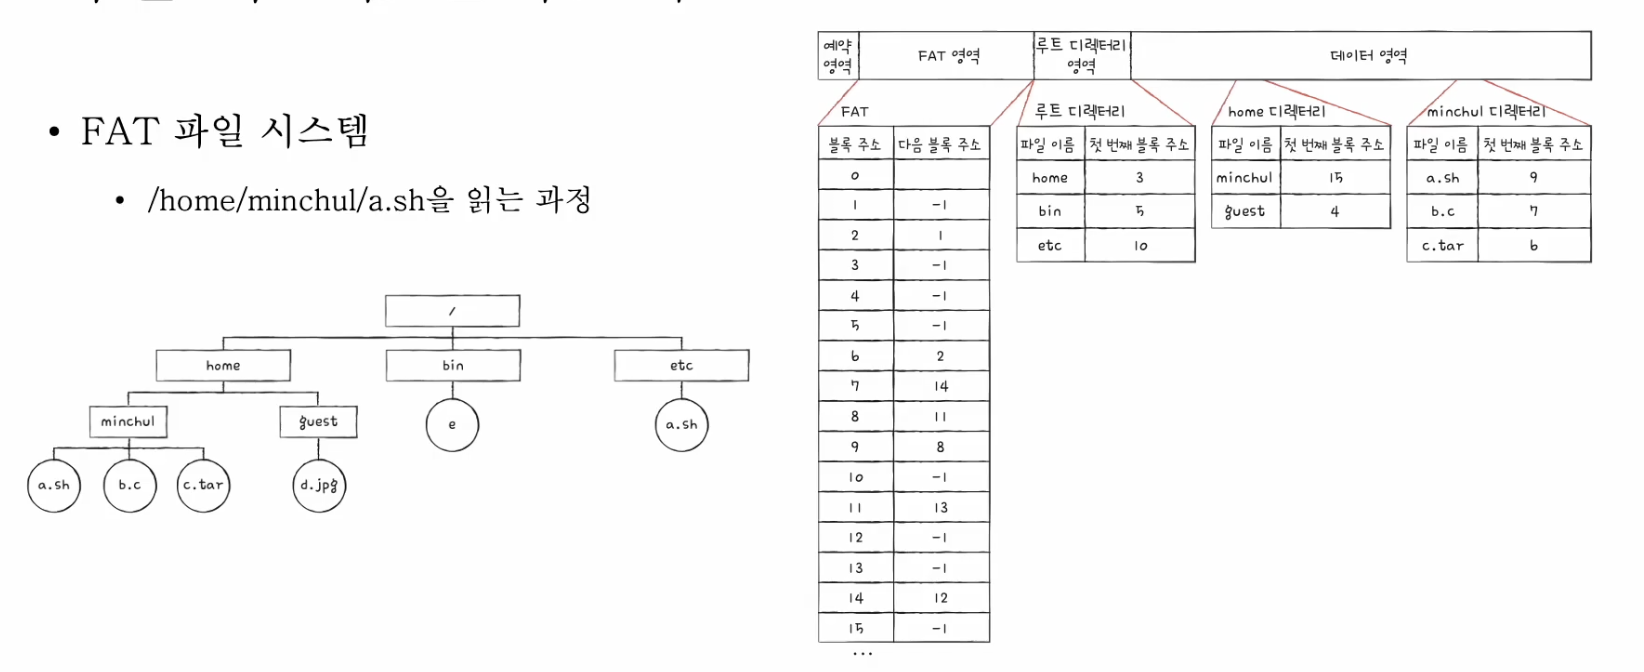 • FAT 파일 시스템
• /home/minchul/a.sh을 읽는 과정
/
home bin etc
minchul guest e a.sh
a.sh b.c c.tar d.jpg
예약 영역 FAT 영역 루트 디렉터리 영역 데이터 영역
FAT
블록 주소 다음 블록 주소
0
1 -1
2 1
3 -1
4 -1
5 -1
6 2
7 14
8 11
9 8
10 -1
11 13
12 -1
13 -1
14 12
15 -1
...
루트 디렉터리
파일 이름 첫 번째 블록 주소
home 3
bin 5
etc 10
home 디렉터리
파일 이름 첫 번째 블록 주소
minchul 15
guest 4
minchul 디렉터리
파일 이름 첫 번째 블록 주소
a.sh 9
b.c 7
c.tar 6